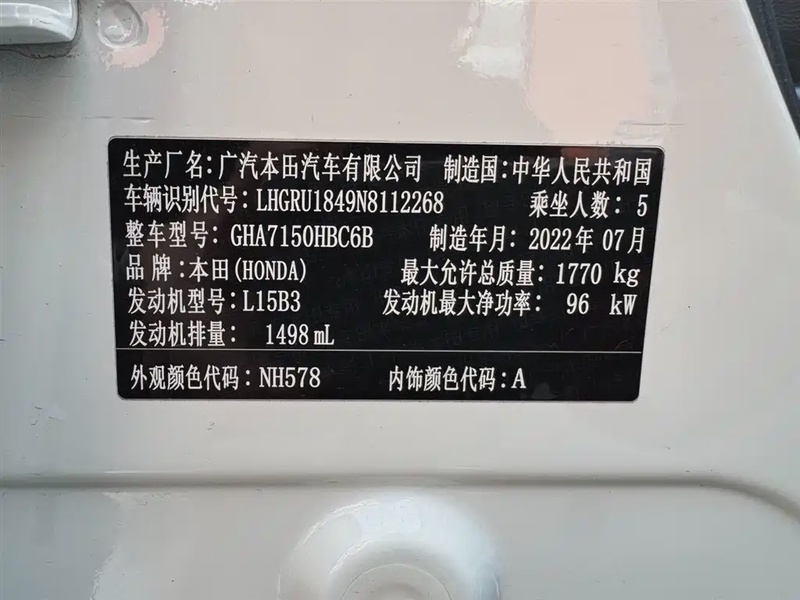 生产厂名:广汽本田汽车有限公司 制造国:中华人民共和国
车辆识别代号:LHGRU1849N8112268 乘坐人数: 5
整车型号: GHA7150HBC6B 制造年月: 2022年 07月
品 牌:本田(HONDA) 最大允许总质量: 1770 kg
发动机型号:L15B3 发动机最大净功率: 96 kW
发动机排量: 1498 mL
外观颜色代码:NH578 内饰颜色代码:A